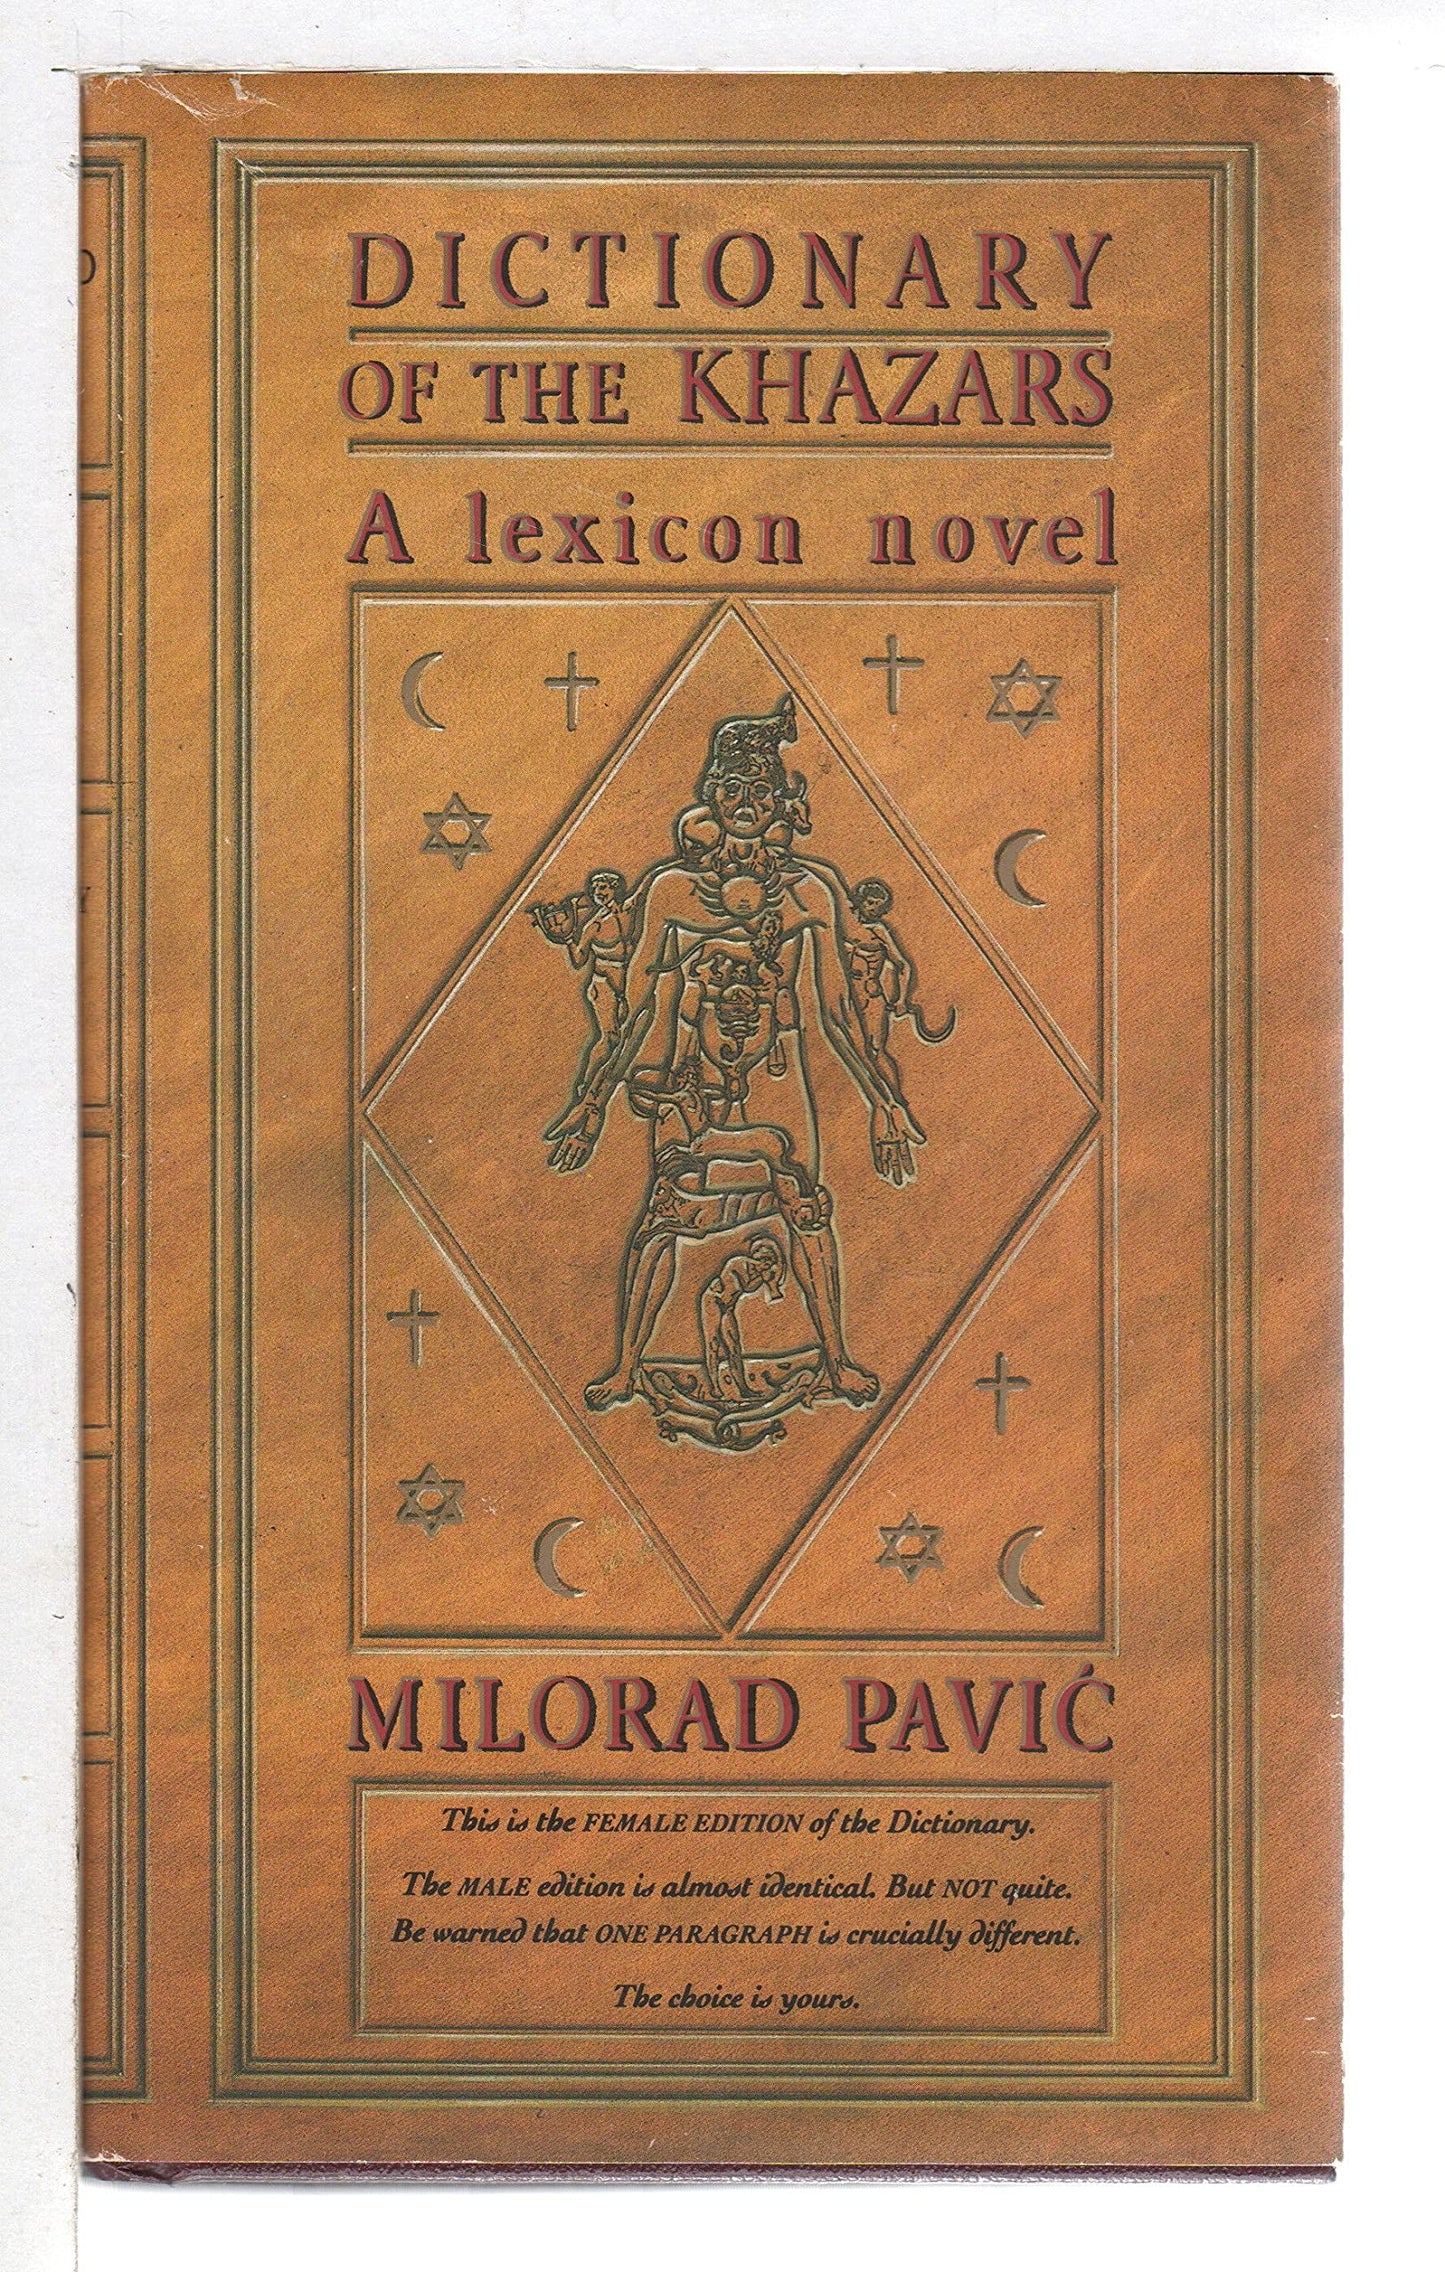 DICTIONARY
OF THE KHAZARS
A lexicon novel
MILORAD PAVIĆ
This is the FEMALE EDITION of the Dictionary.
The MALE edition is almost identical. But NOT quite.
Be warned that ONE PARAGRAPH is crucially different.
The choice is yours.